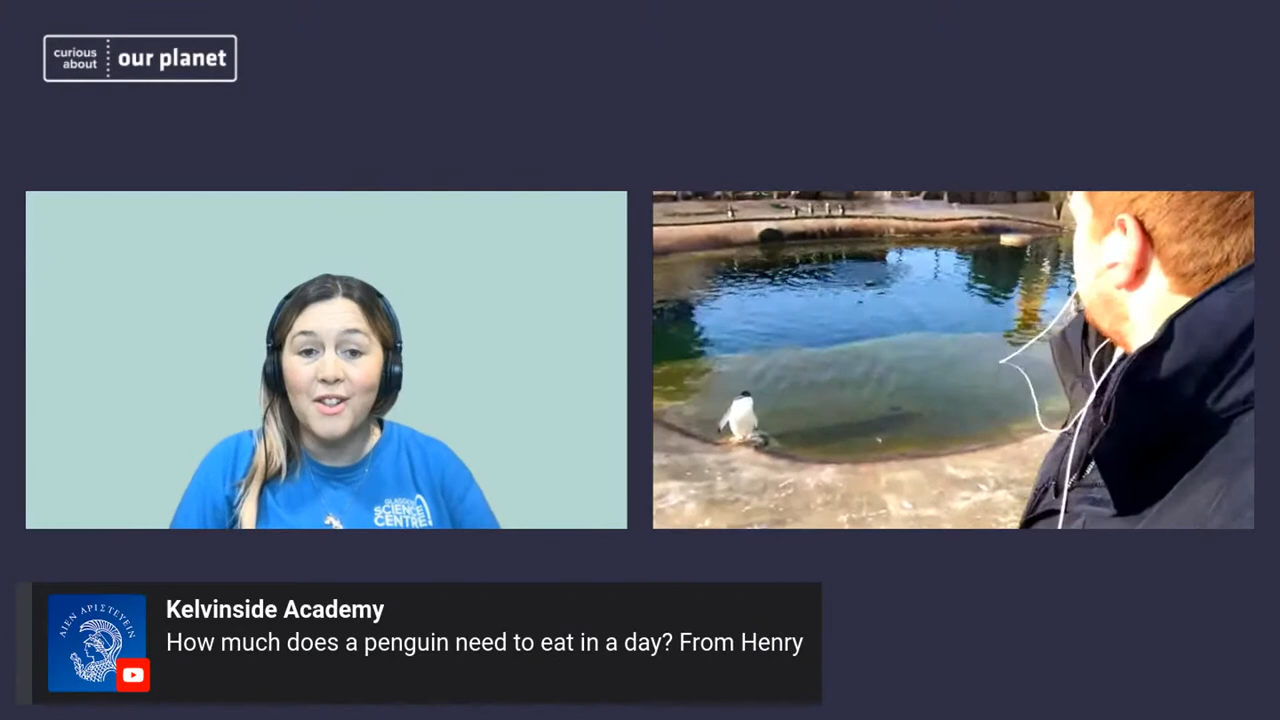 curious
about
our planet
GLASGOW
SCIENCE
CENTRE
ΑΙΕΝ ΑΡΙΣΤΕΥΕΙΝ
Kelvinside Academy
How much does a penguin need to eat in a day? From Henry